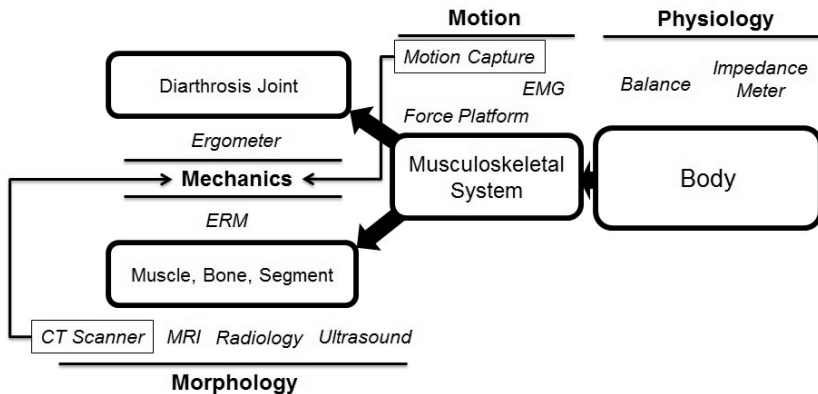 Motion
Physiology
Motion Capture
Impedance
Meter
EMG
Balance
Diarthrosis Joint
Force Platform
Ergometer
Musculoskeletal
System
Body
Mechanics
ERM
Muscle, Bone, Segment
CT Scanner
MRI
Radiology
Ultrasound
Morphology